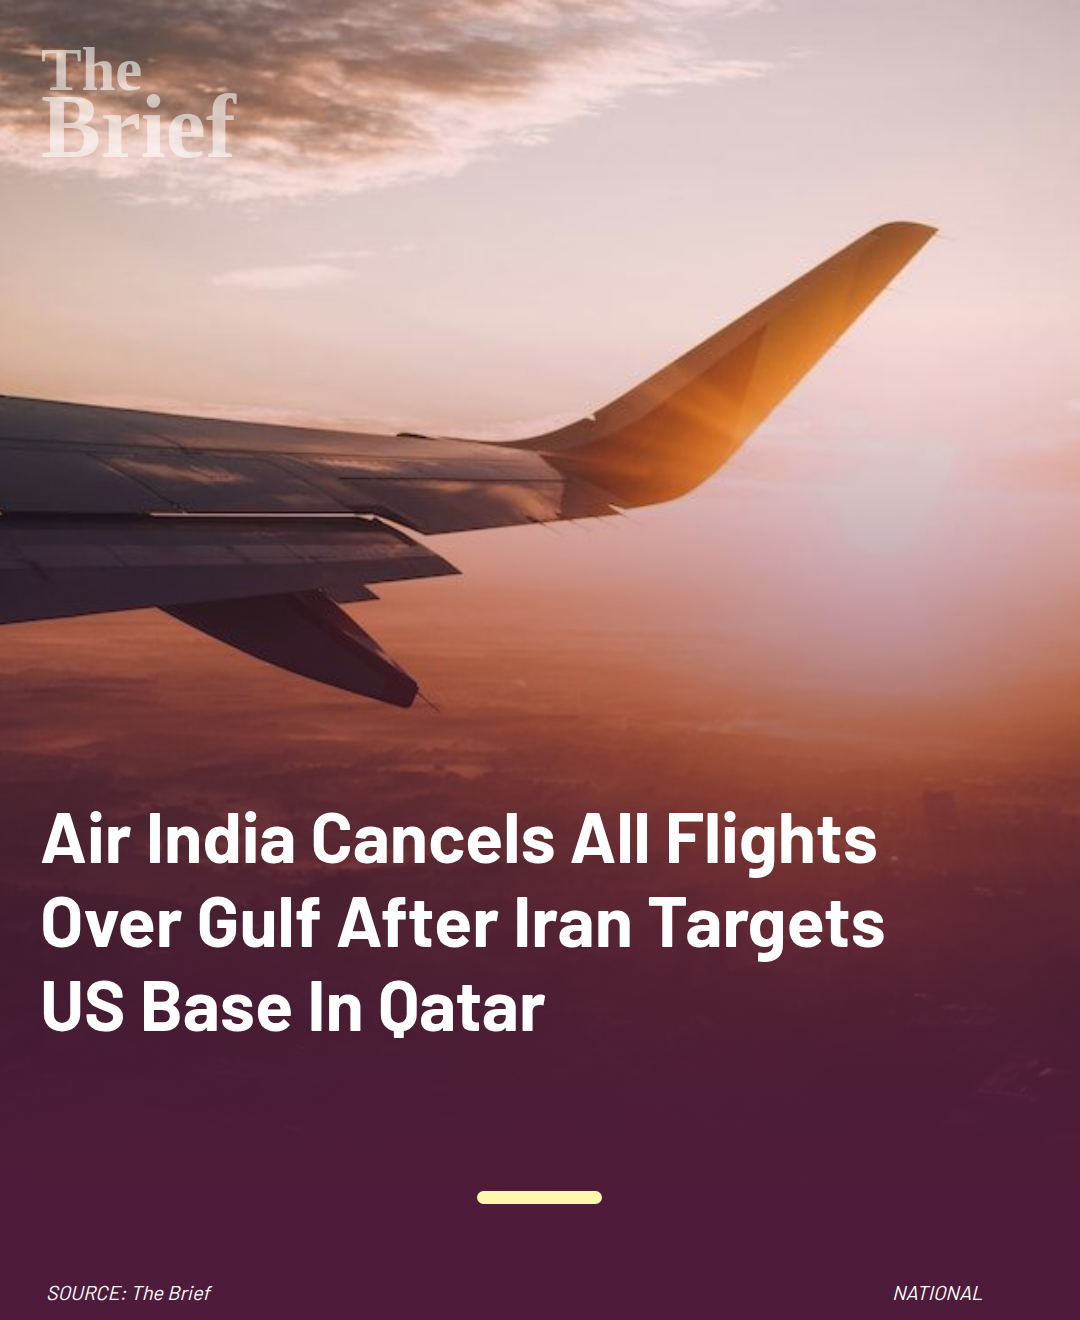 The
Brief
Air India Cancels All Flights
Over Gulf After Iran Targets
US Base In Qatar
SOURCE: The Brief
NATIONAL